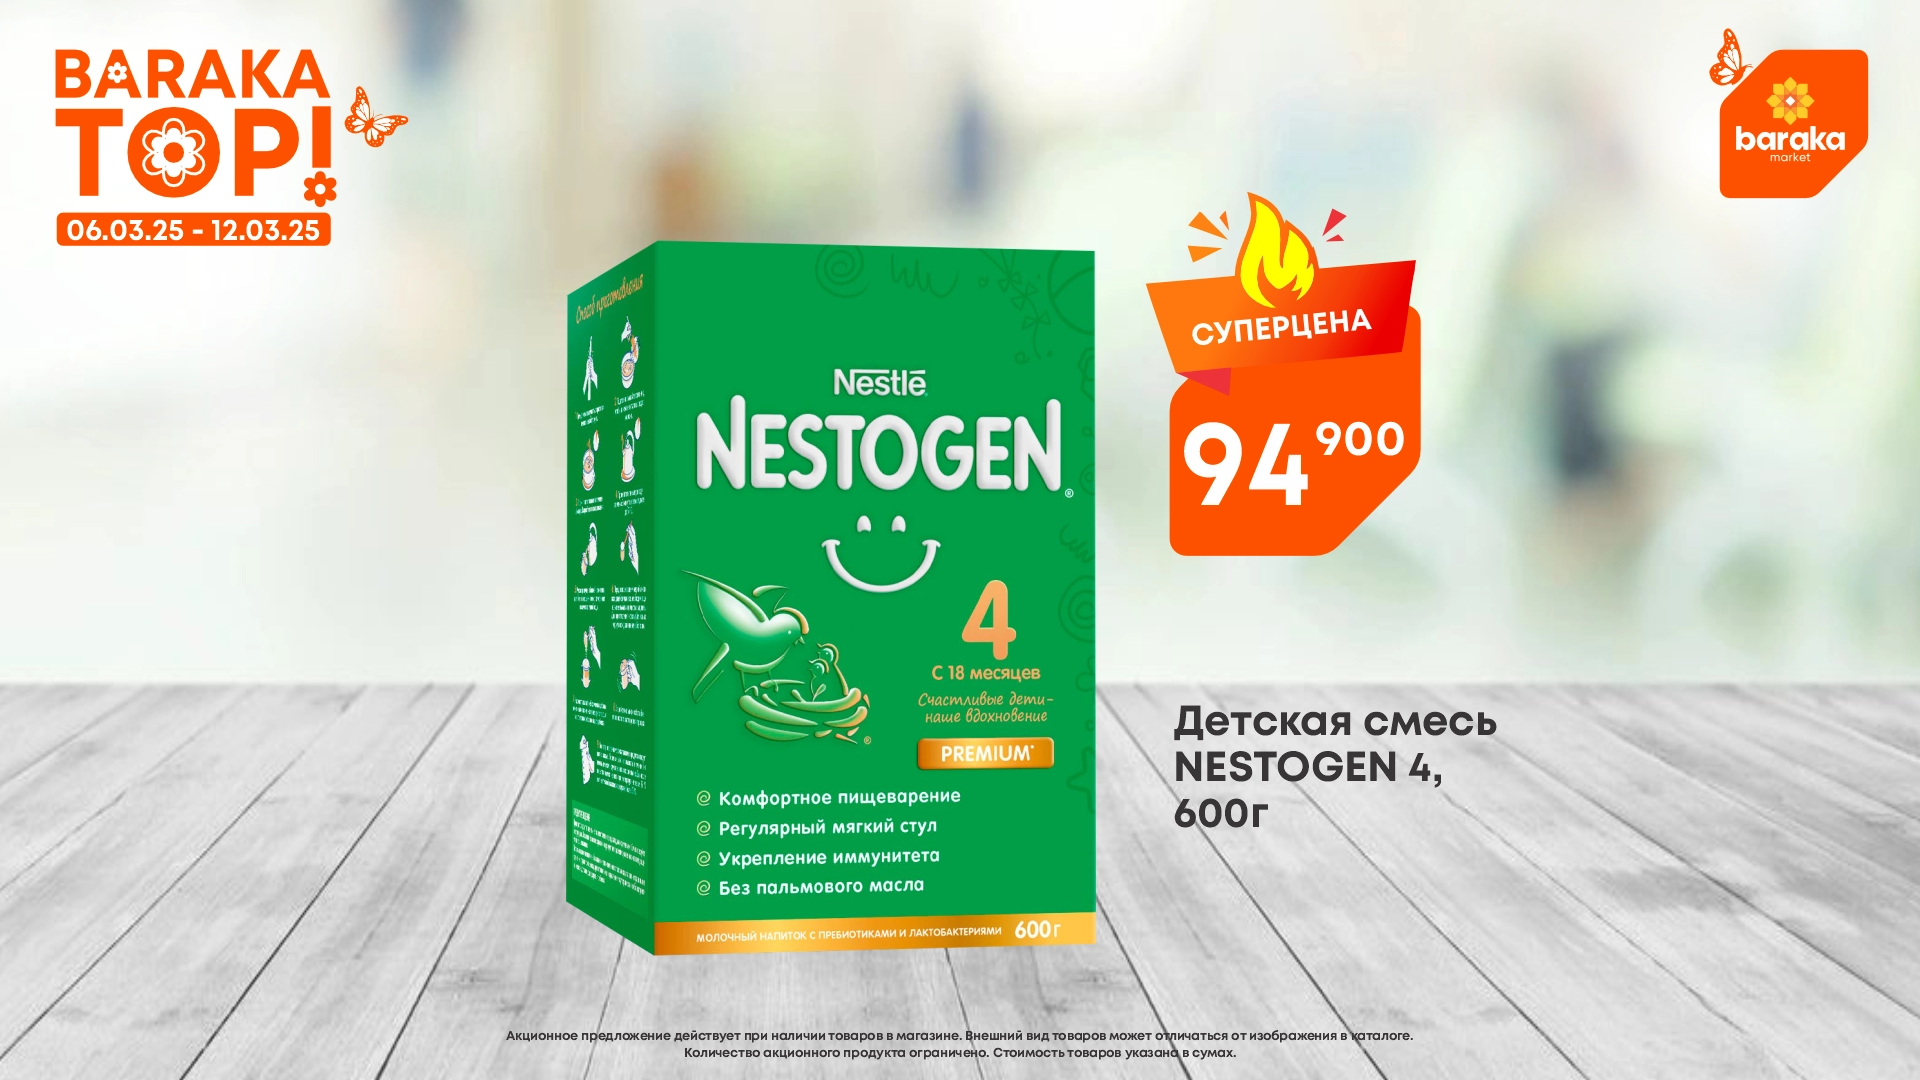 BARAKA
TOP!
06.03.25 - 12.03.25
baraka
market
СУПЕРЦЕНА
94 900
Способ приготовления
Nestlé
NESTOGEN®
4
С 18 месяцев
Счастливые дети –
наше вдохновение
PREMIUM*
Комфортное пищеварение
Регулярный мягкий стул
Укрепление иммунитета
Без пальмового масла
МОЛОЧНЫЙ НАПИТОК С ПРЕБИОТИКАМИ И ЛАКТОБАКТЕРИЯМИ 600 г
Детская смесь
NESTOGEN 4,
600г
Акционное предложение действует при наличии товаров в магазине. Внешний вид товаров может отличаться от изображения в каталоге.
Количество акционного продукта ограничено. Стоимость товаров указана в сумах.